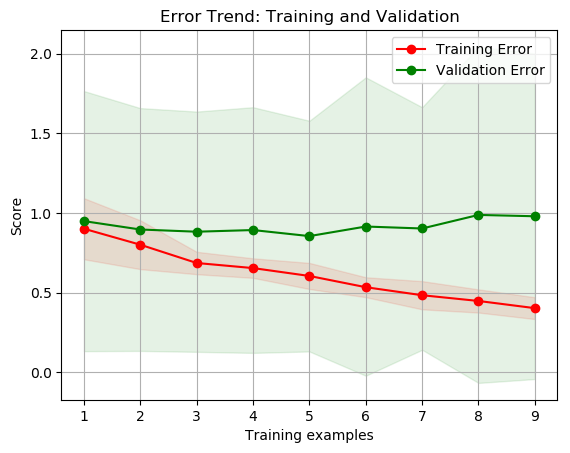 Error Trend: Training and Validation
Training Error
Validation Error
2.0
1.5
1.0
0.5
0.0
Score
1 2 3 4 5 6 7 8 9
Training examples